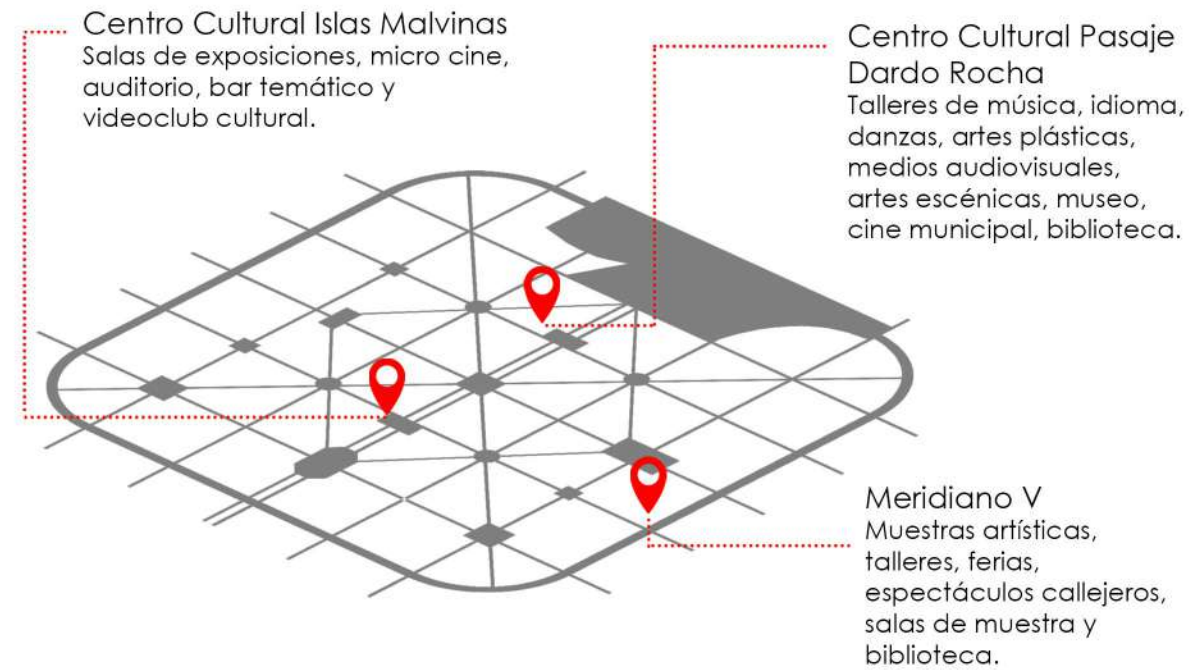 Centro Cultural Islas Malvinas
Salas de exposiciones, micro cine,
auditorio, bar temático y
videoclub cultural.
Centro Cultural Pasaje
Dardo Rocha
Talleres de música, idioma,
danzas, artes plásticas,
medios audiovisuales,
artes escénicas, museo,
cine municipal, biblioteca.
Meridiano V
Muestras artísticas,
talleres, ferias,
espectáculos callejeros,
salas de muestra y
biblioteca.